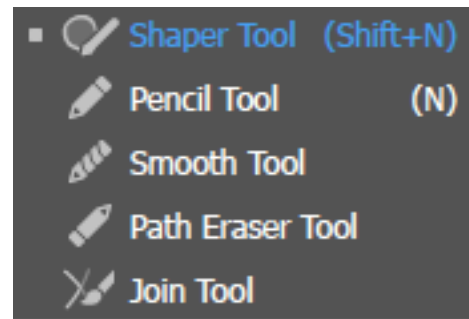 Shaper Tool (Shift+N)
Pencil Tool (N)
Smooth Tool
Path Eraser Tool
Join Tool